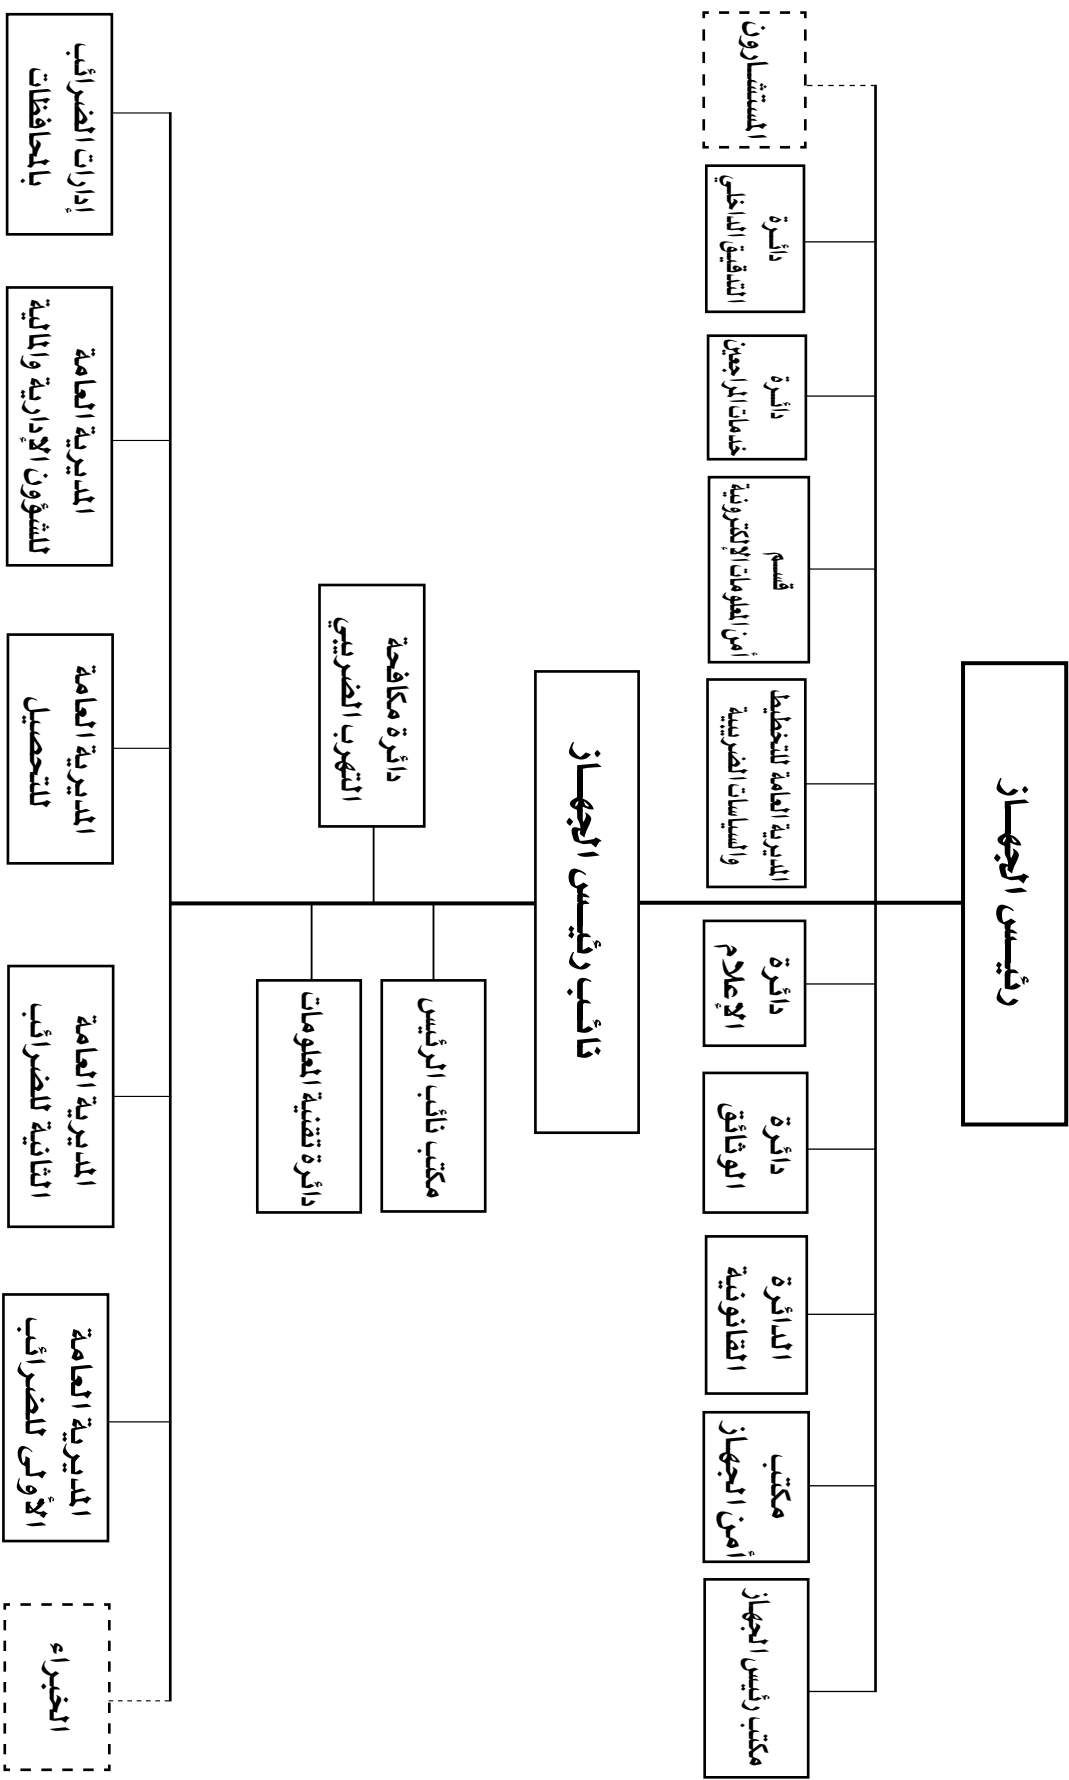 رئيس الجهاز
مكتب رئيس الجهاز
مكتب
أمن الجهاز
الدائرة
القانونية
دائرة
الوثائق
دائرة
الإعلام
المديرية العامة للتخطيط
والسياسات الضريبية
قسم
أمن المعلومات الإلكترونية
دائرة
خدمات المراجعين
دائرة
التدقيق الداخلي
المستشارون
نائب رئيس الجهاز
مكتب نائب الرئيس
دائرة مكافحة
التهرب الضريبي
دائرة تقنية المعلومات
الخبراء
المديرية العامة
الأولى للضرائب
المديرية العامة
الثانية للضرائب
المديرية العامة
للتحصيل
المديرية العامة
للشؤون الإدارية والمالية
إدارات الضرائب
بالمحافظات